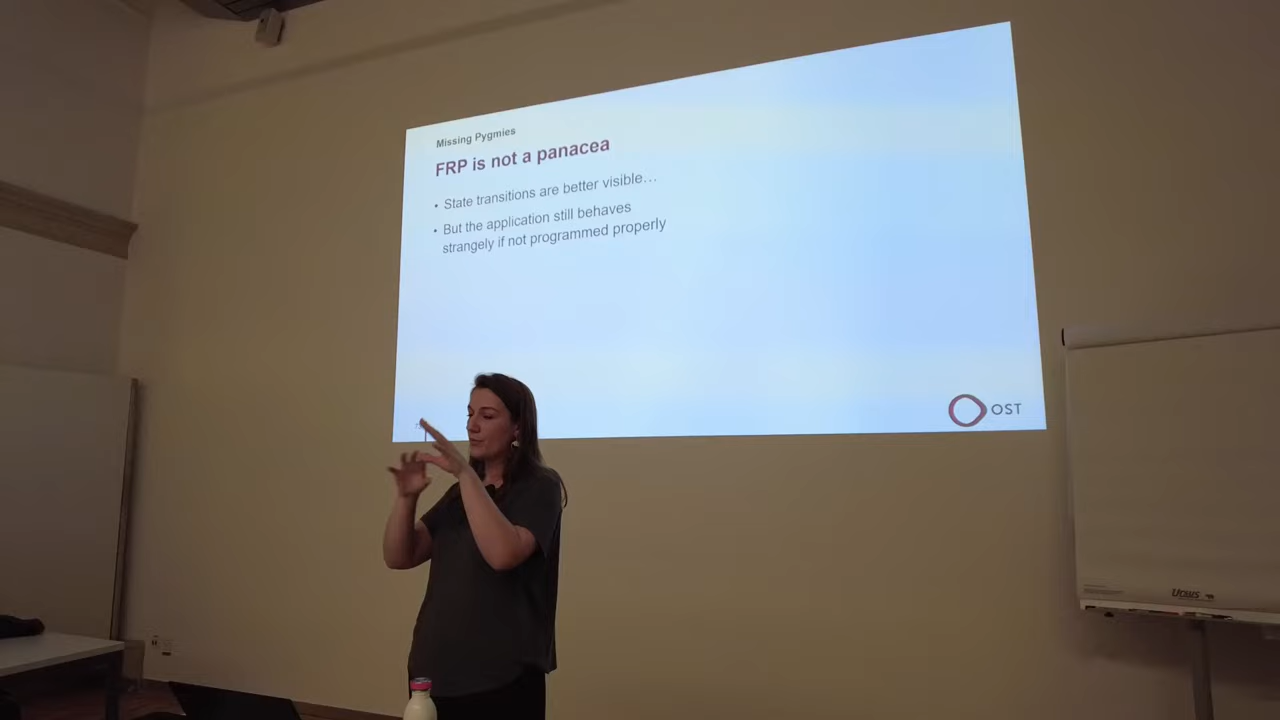 Missing Pygmies
FRP is not a panacea
• State transitions are better visible…
• But the application still behaves
strangely if not programmed properly
OST